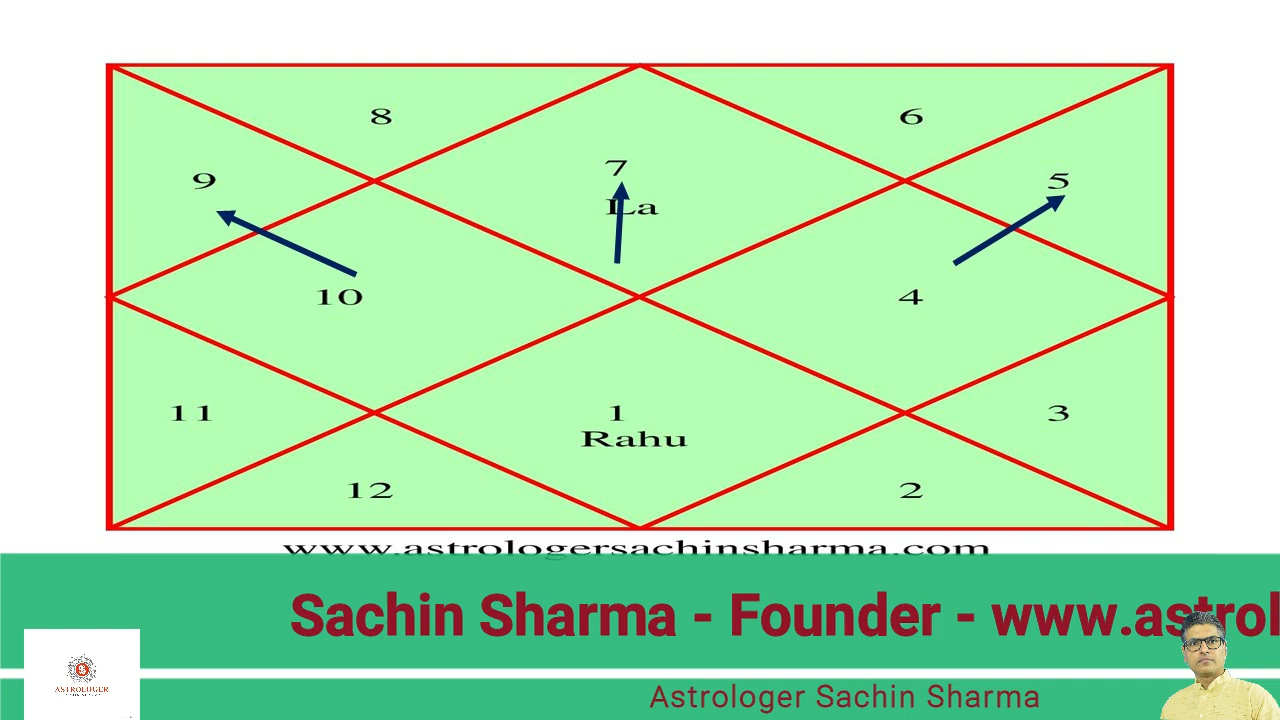 8
6
7
9
5
La
10
4
11
1
3
Rahu
12
2
www.astrologersachinsharma.com
Sachin Sharma - Founder - www.astrol
ASTROLOGER
Astrologer Sachin Sharma